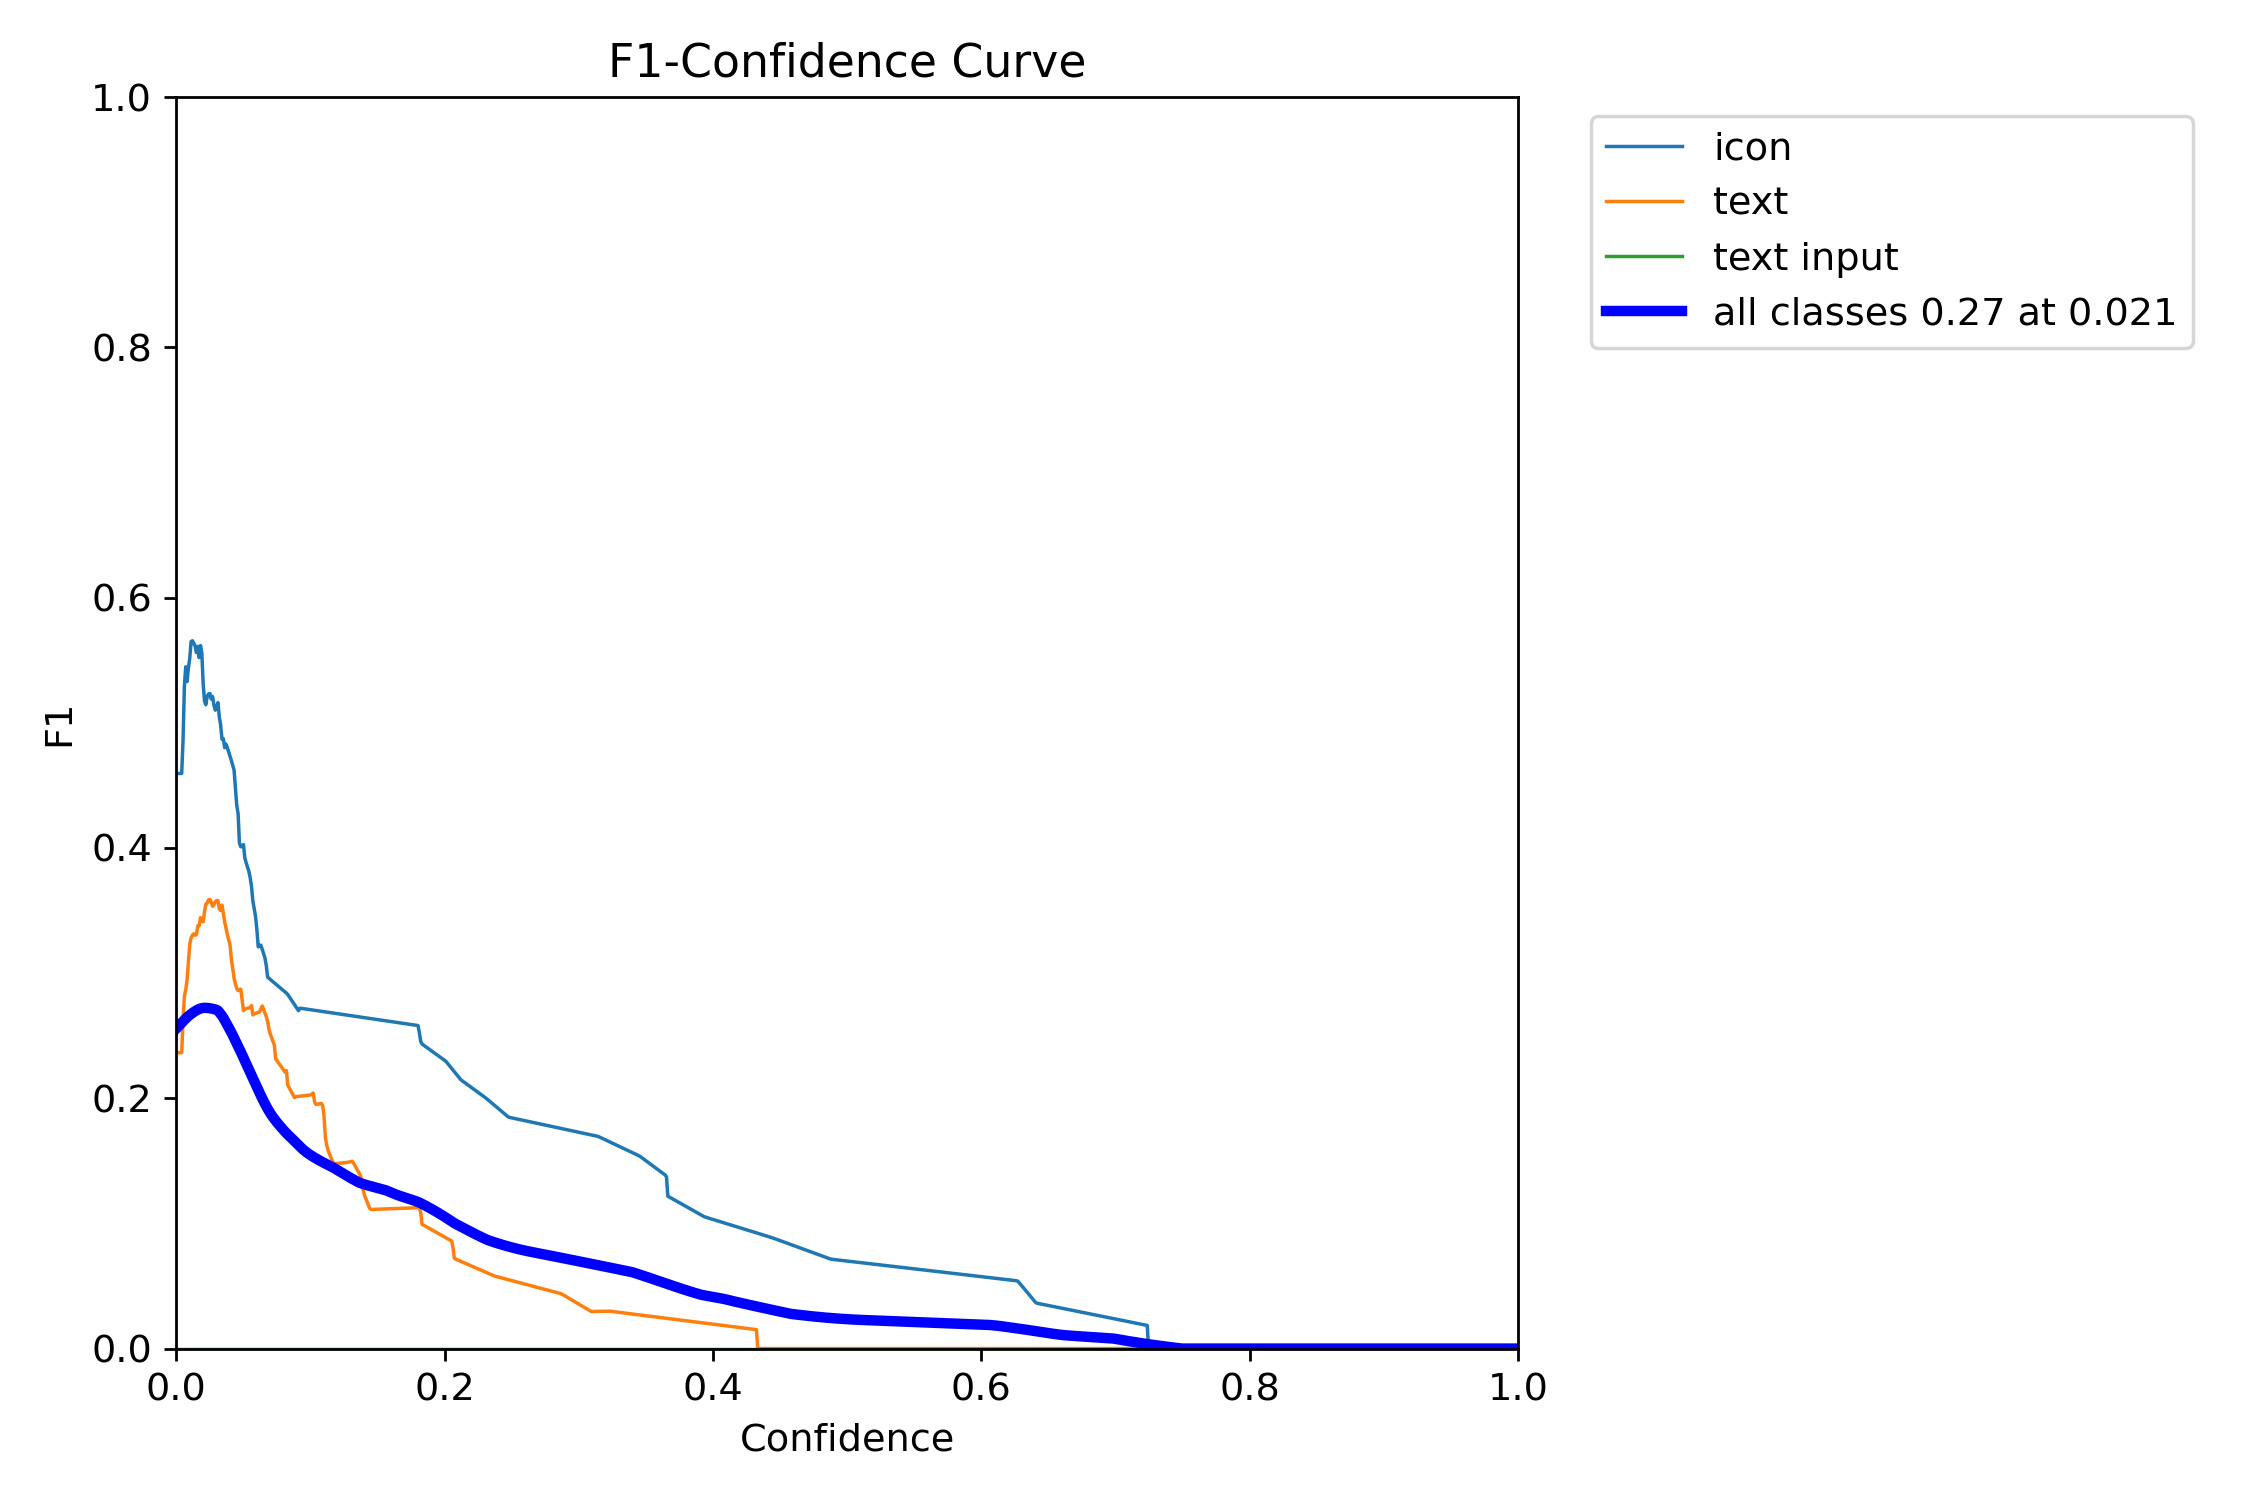 F1-Confidence Curve
1.0
0.8
0.6
0.4
0.2
0.0
F1
0.0 0.2 0.4 0.6 0.8 1.0
Confidence
icon
text
text input
all classes 0.27 at 0.021